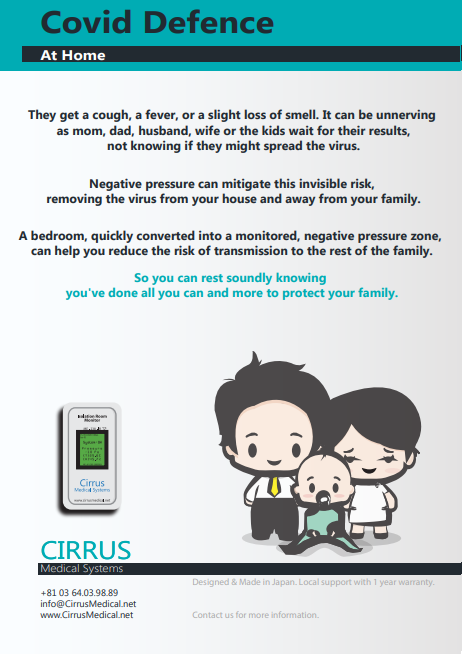 Covid Defence
At Home
They get a cough, a fever, or a slight loss of smell. It can be unnerving
as mom, dad, husband, wife or the kids wait for their results,
not knowing if they might spread the virus.
Negative pressure can mitigate this invisible risk,
removing the virus from your house and away from your family.
A bedroom, quickly converted into a monitored, negative pressure zone,
can help you reduce the risk of transmission to the rest of the family.
So you can rest soundly knowing
you've done all you can and more to protect your family.
Isolation Room
Monitor
Cirrus
Medical Systems
www.cirrusmedical.net
CIRRUS
Medical Systems
Designed & Made in Japan. Local support with 1 year warranty.
+81 03 64.03.98.89
info@CirrusMedical.net
www.CirrusMedical.net
Contact us for more information.